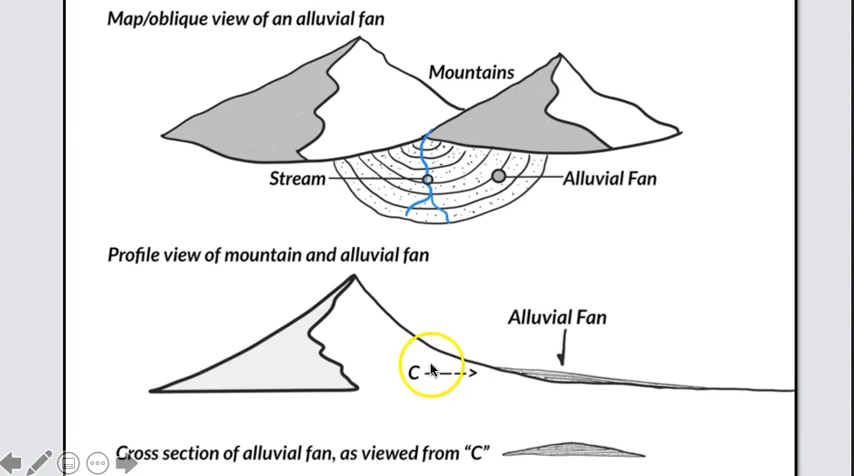 Map/oblique view of an alluvial fan
Mountains
Stream
Alluvial Fan
Profile view of mountain and alluvial fan
Alluvial Fan
C ---->
Cross section of alluvial fan, as viewed from “C”